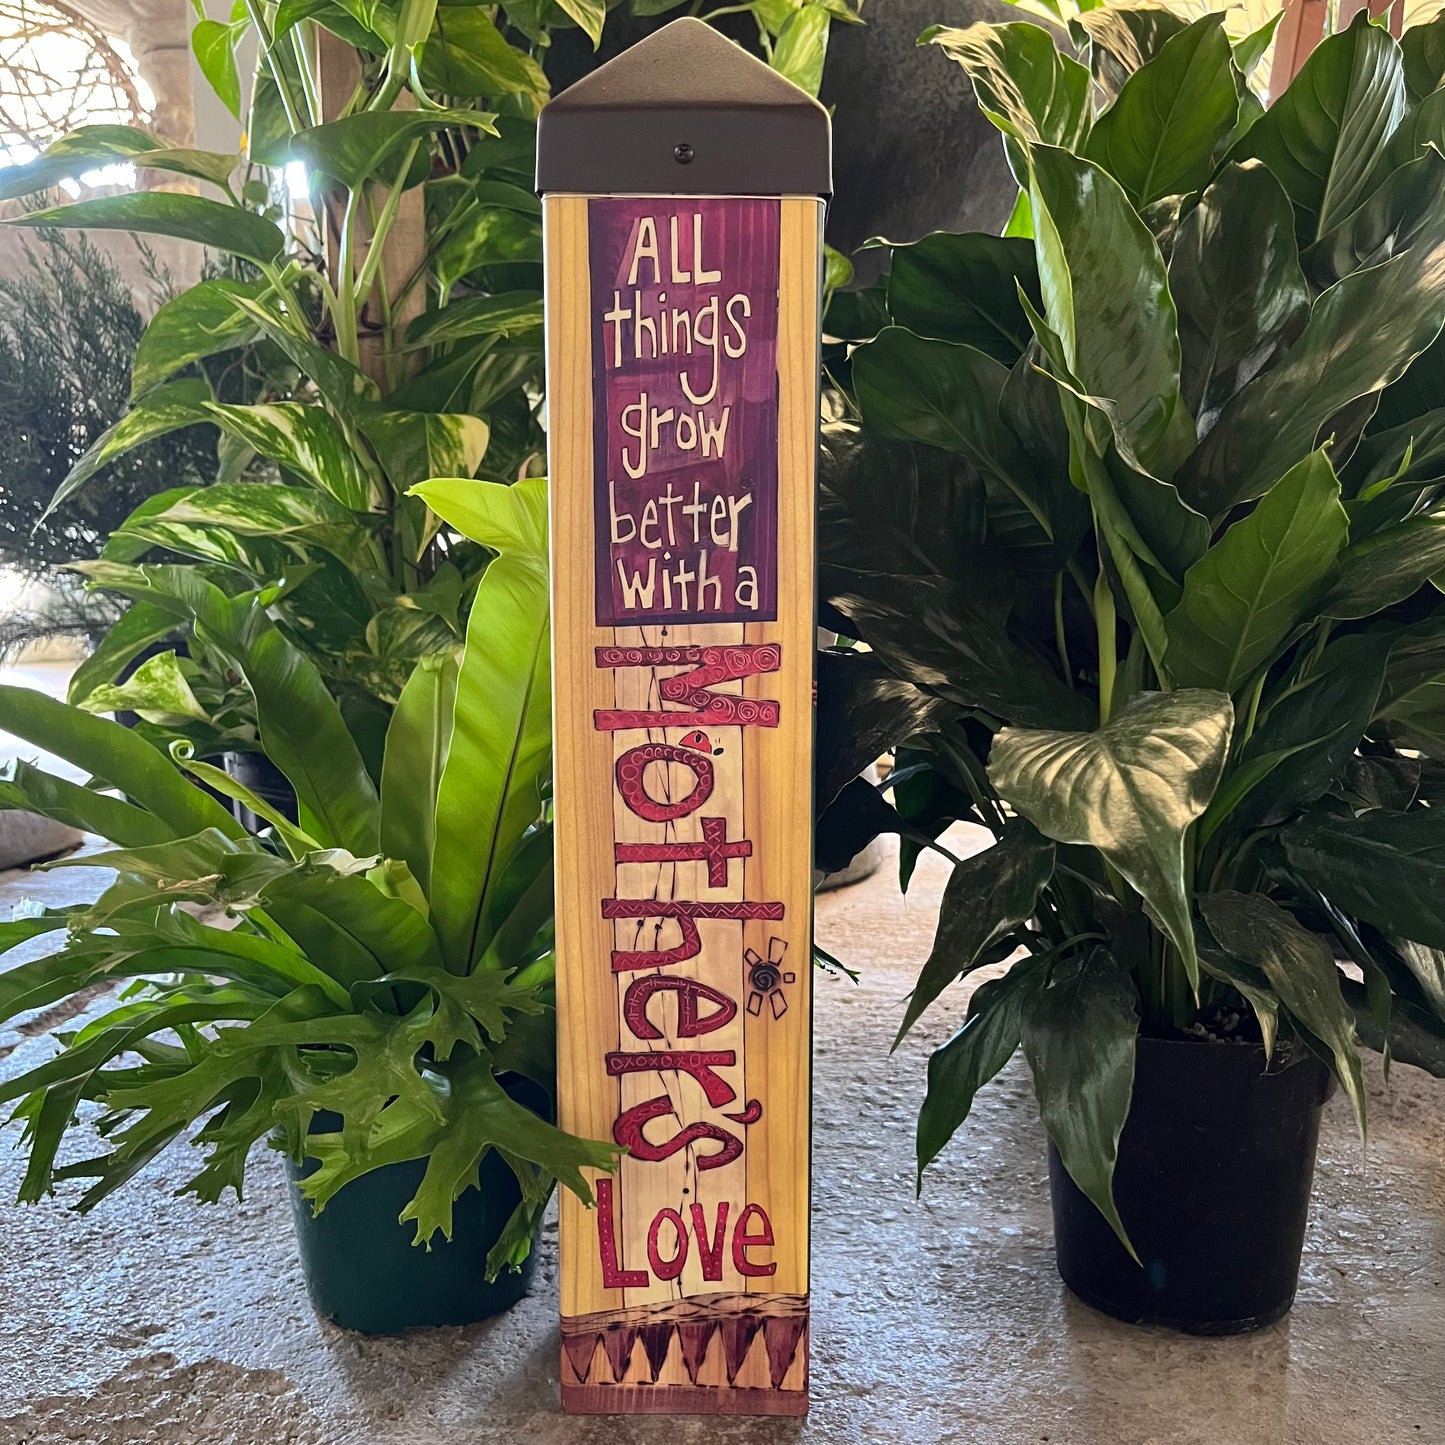 ALL
things
grow
better
with a
Mother's
Love